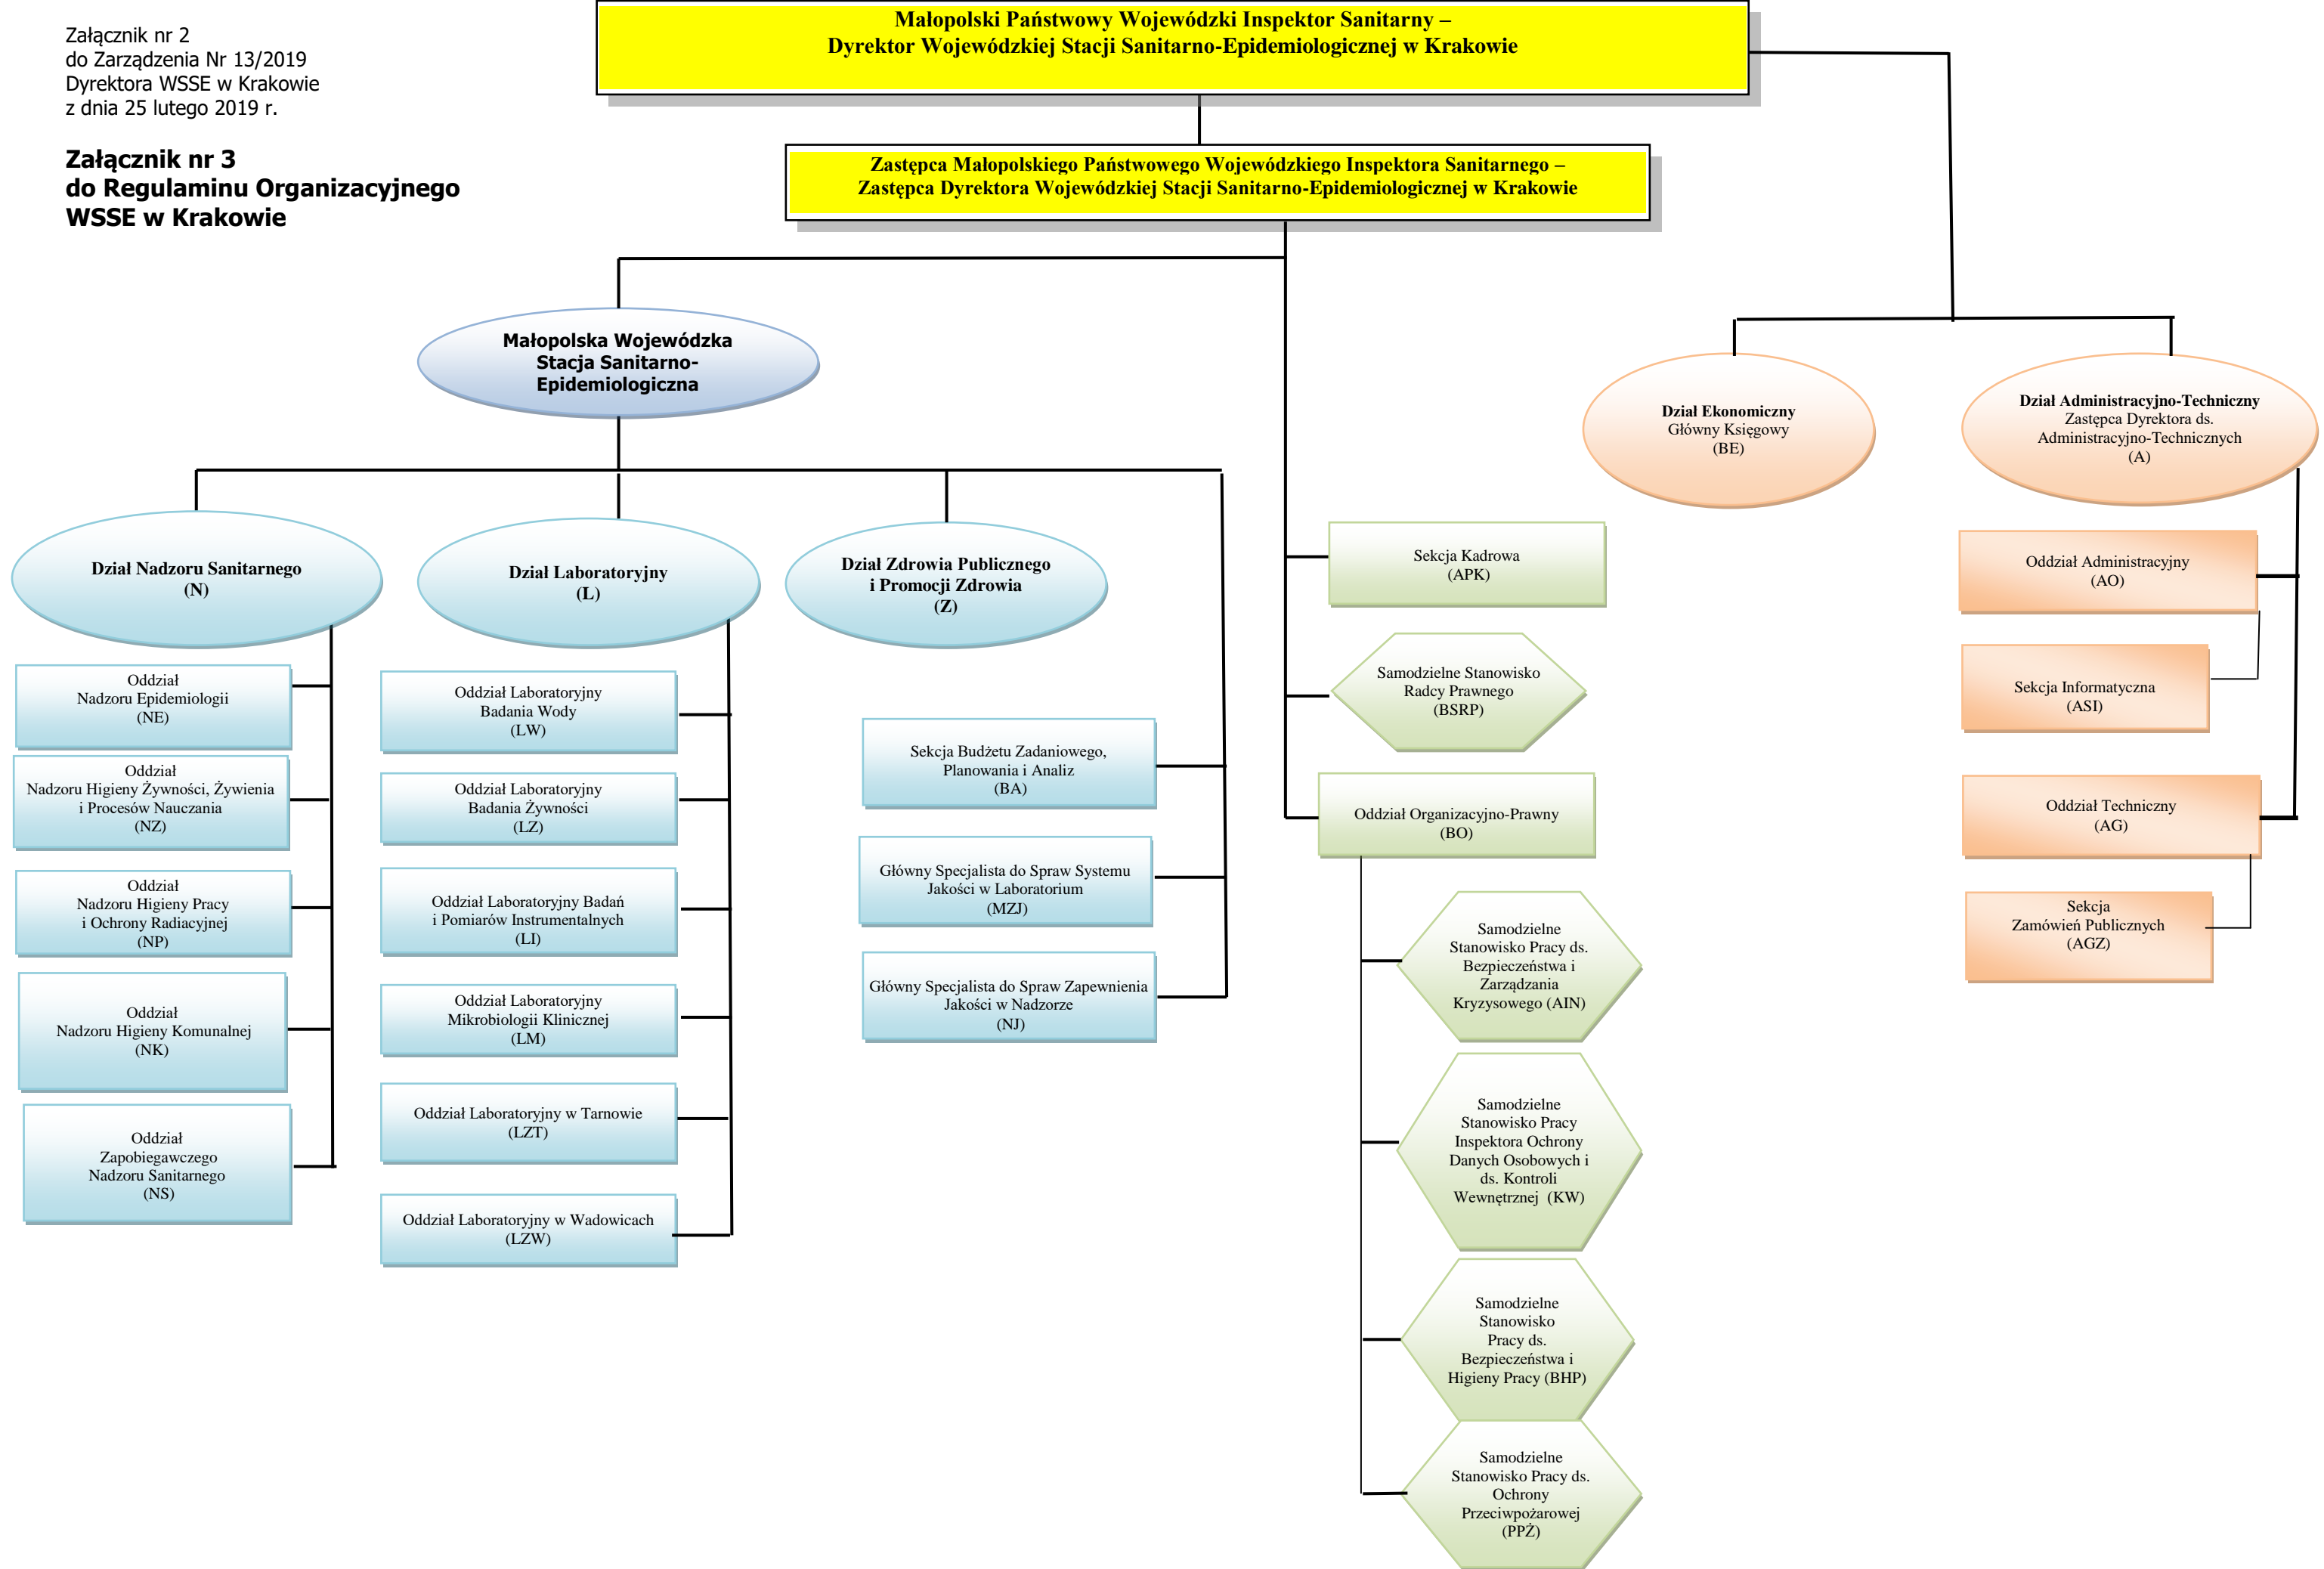 Załącznik nr 2
do Zarządzenia Nr 13/2019
Dyrektora WSSE w Krakowie
z dnia 25 lutego 2019 r.
Załącznik nr 3
do Regulaminu Organizacyjnego
WSSE w Krakowie
Małopolski Państwowy Wojewódzki Inspektor Sanitarny –
Dyrektor Wojewódzkiej Stacji Sanitarno-Epidemiologicznej w Krakowie
Zastępca Małopolskiego Państwowego Wojewódzkiego Inspektora Sanitarnego –
Zastępca Dyrektora Wojewódzkiej Stacji Sanitarno-Epidemiologicznej w Krakowie
Małopolska Wojewódzka
Stacja Sanitarno-
Epidemiologiczna
Dział Ekonomiczny
Główny Księgowy
(BE)
Dział Administracyjno-Techniczny
Zastępca Dyrektora ds.
Administracyjno-Technicznych
(A)
Dział Nadzoru Sanitarnego
(N)
Dział Laboratoryjny
(L)
Dział Zdrowia Publicznego
i Promocji Zdrowia
(Z)
Oddział
Nadzoru Epidemiologii
(NE)
Oddział
Nadzoru Higieny Żywności, Żywienia
i Procesów Nauczania
(NZ)
Oddział
Nadzoru Higieny Pracy
i Ochrony Radiacyjnej
(NP)
Oddział
Nadzoru Higieny Komunalnej
(NK)
Oddział
Zapobiegawczego
Nadzoru Sanitarnego
(NS)
Oddział Laboratoryjny
Badania Wody
(LW)
Oddział Laboratoryjny
Badania Żywności
(LZ)
Oddział Laboratoryjny Badań
i Pomiarów Instrumentalnych
(LI)
Oddział Laboratoryjny
Mikrobiologii Klinicznej
(LM)
Oddział Laboratoryjny w Tarnowie
(LZT)
Oddział Laboratoryjny w Wadowicach
(LZW)
Sekcja Budżetu Zadaniowego,
Planowania i Analiz
(BA)
Główny Specjalista do Spraw Systemu
Jakości w Laboratorium
(MZJ)
Główny Specjalista do Spraw Zapewnienia
Jakości w Nadzorze
(NJ)
Sekcja Kadrowa
(APK)
Samodzielne Stanowisko
Radcy Prawnego
(BSRP)
Oddział Organizacyjno-Prawny
(BO)
Samodzielne
Stanowisko Pracy ds.
Bezpieczeństwa i
Zarządzania
Kryzysowego (AIN)
Samodzielne
Stanowisko Pracy
Inspektora Ochrony
Danych Osobowych i
ds. Kontroli
Wewnętrznej (KW)
Samodzielne
Stanowisko
Pracy ds.
Bezpieczeństwa i
Higieny Pracy (BHP)
Samodzielne
Stanowisko Pracy ds.
Ochrony
Przeciwpożarowej
(PPŻ)
Oddział Administracyjny
(AO)
Sekcja Informatyczna
(ASI)
Oddział Techniczny
(AG)
Sekcja
Zamówień Publicznych
(AGZ)